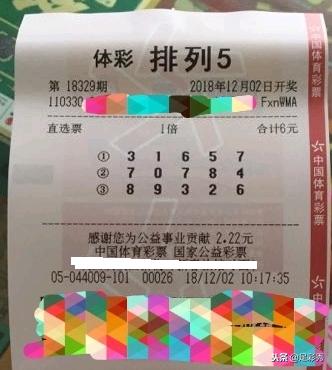 体彩 排列5
第 18329期 2018年12月02日开奖
110330 FxnWMA
直选票 1倍 合计6元
① 3 1 6 5 7
② 7 0 7 8 4
③ 8 9 3 2 6
感谢您为公益事业贡献 2.22元
中国体育彩票 国家公益彩票
05-044009-101 00026 18/12/02 10:17:35
中国体育彩票
中国体育彩票
头条 @足彩秀